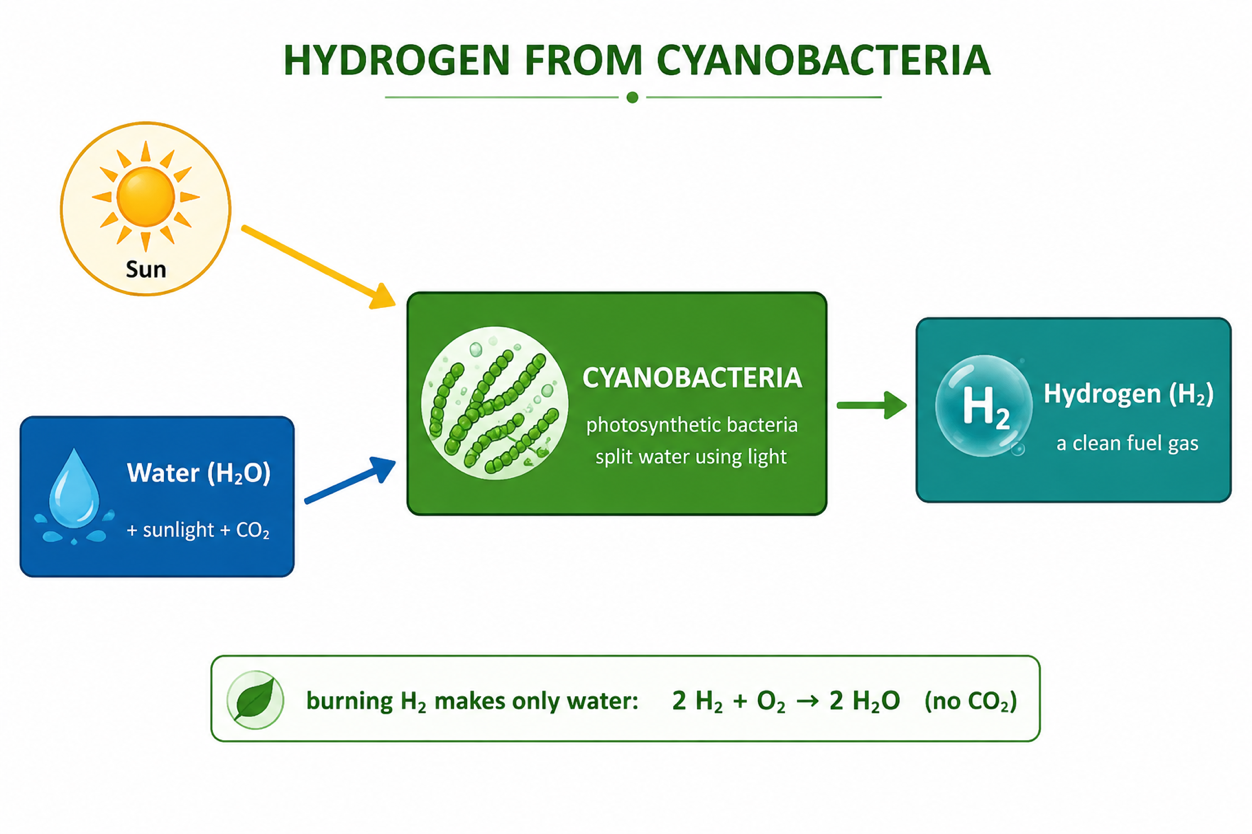 HYDROGEN FROM CYANOBACTERIA
Sun
Water (H₂O)
+ sunlight + CO₂
CYANOBACTERIA
photosynthetic bacteria
split water using light
H₂
Hydrogen (H₂)
a clean fuel gas
burning H₂ makes only water: 2 H₂ + O₂ → 2 H₂O (no CO₂)